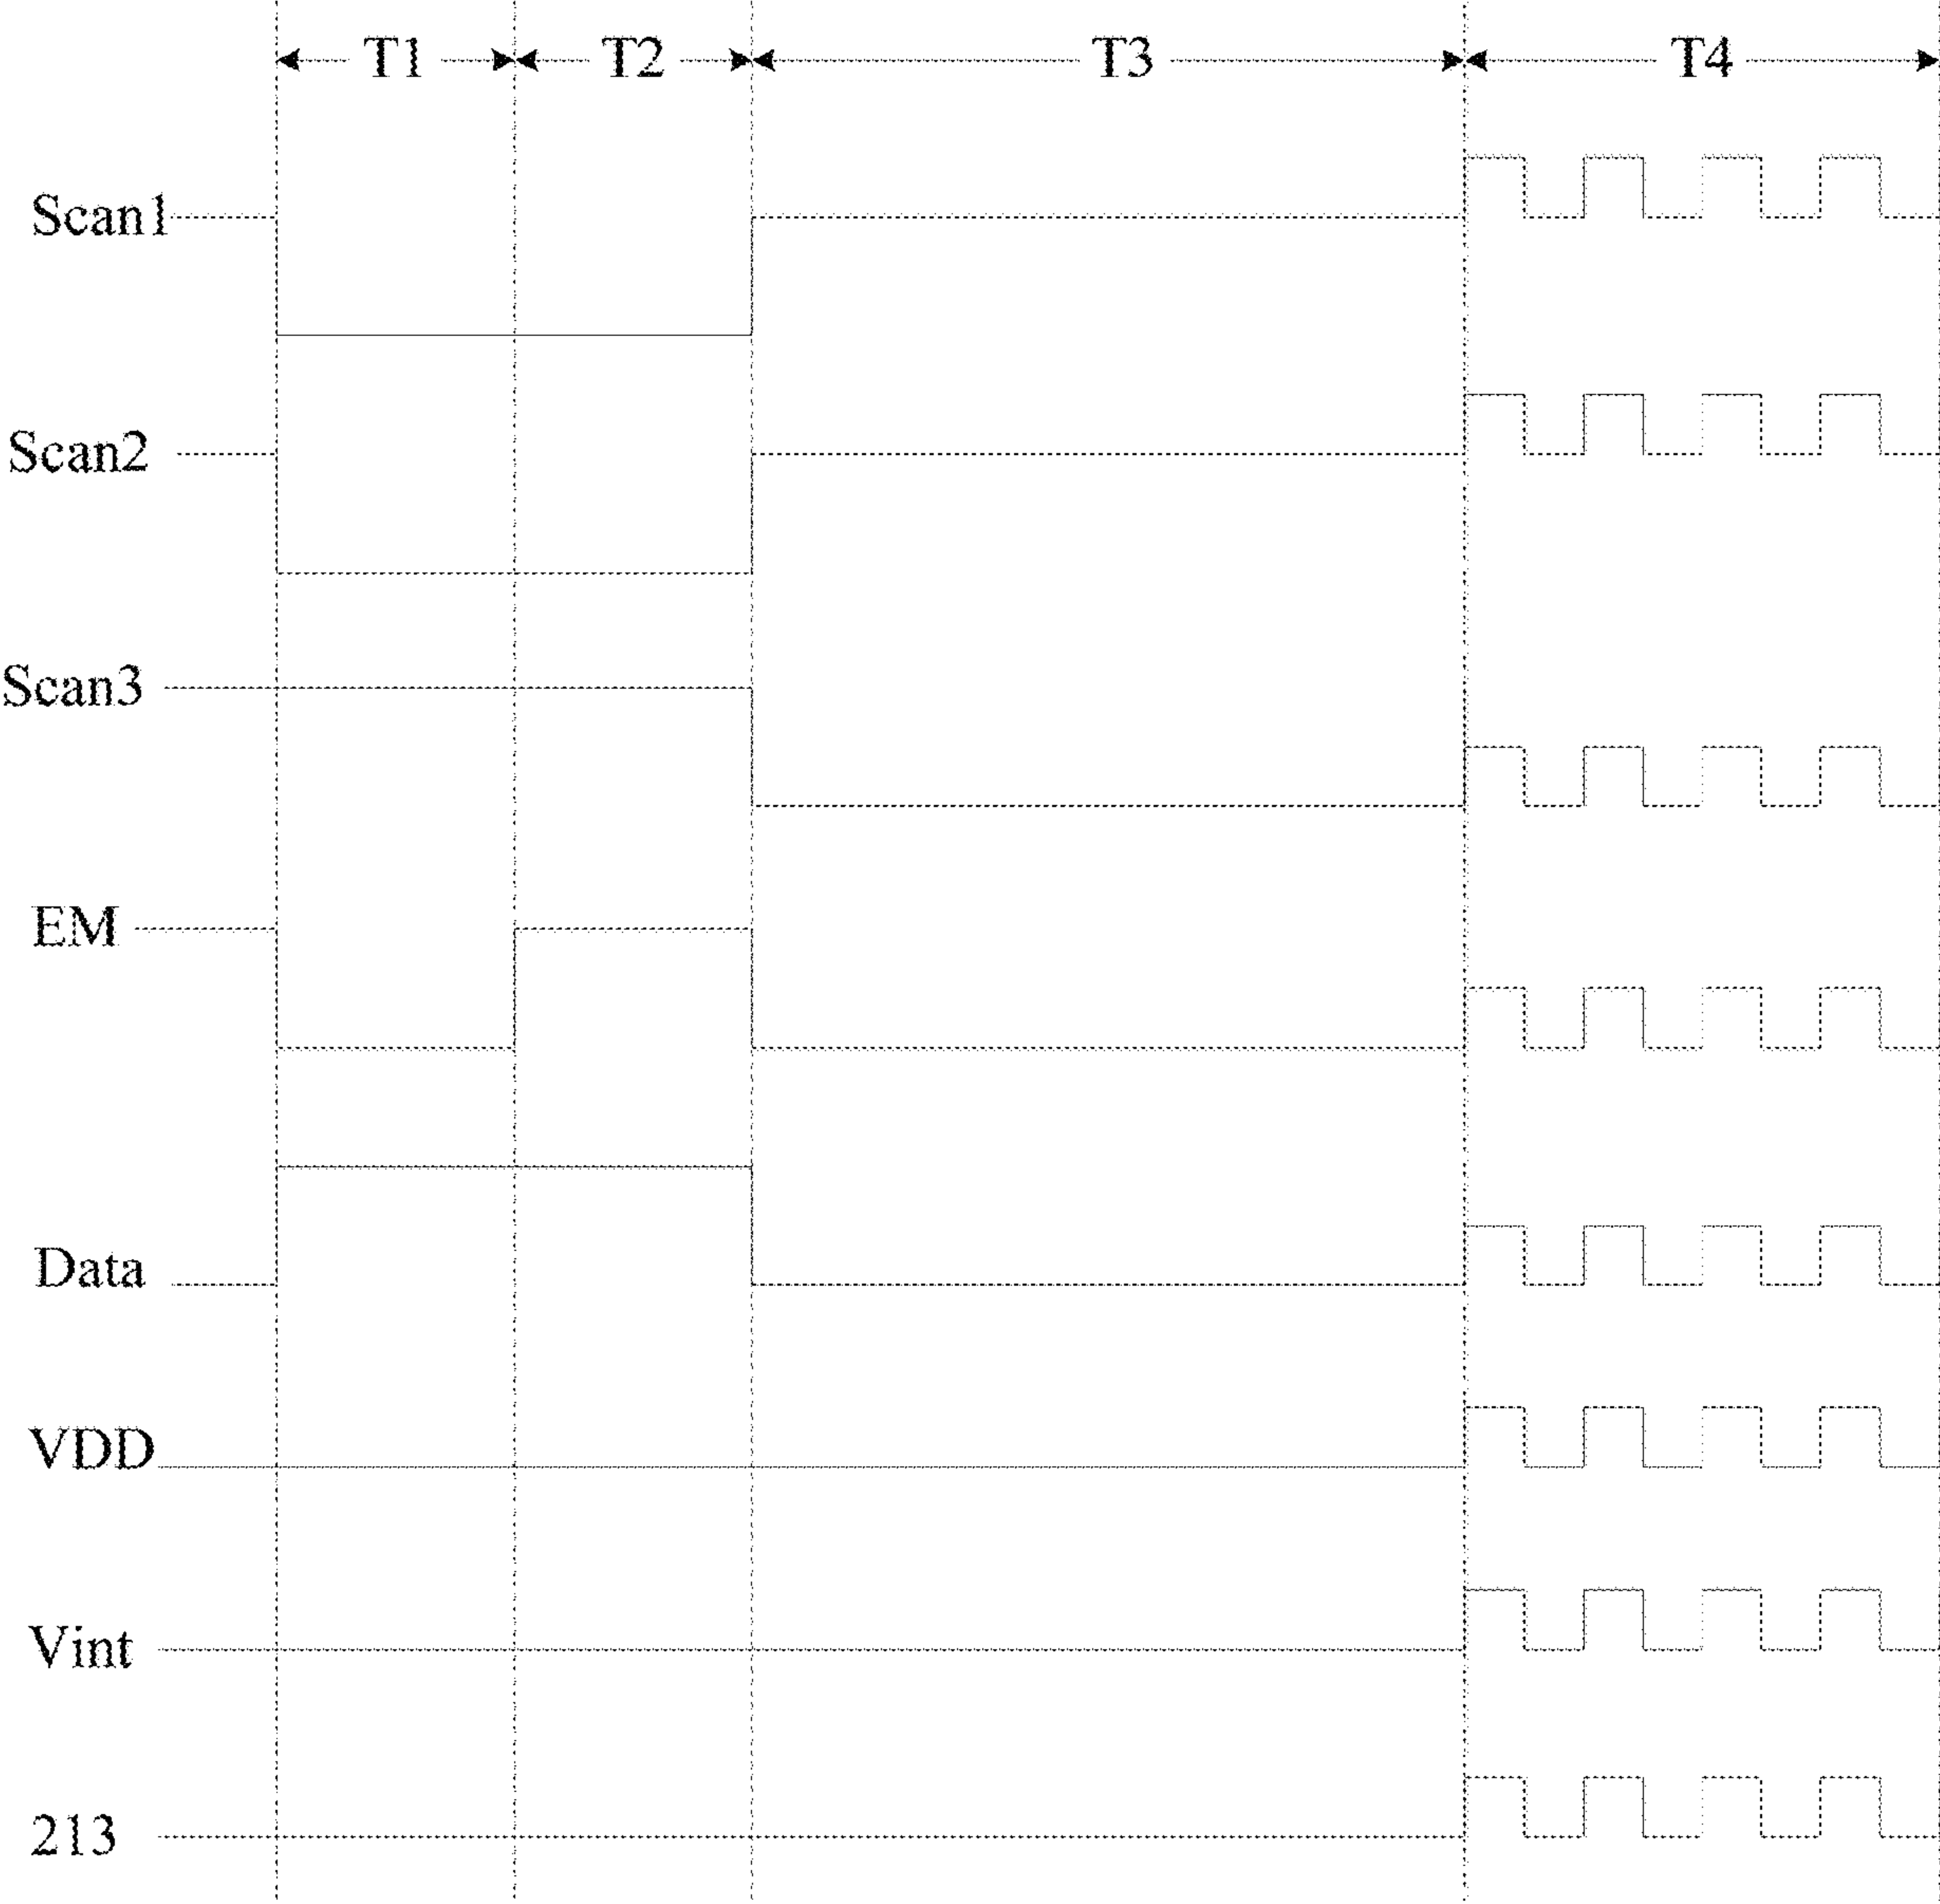 T1 T2 T3 T4
Scan1
Scan2
Scan3
EM
Data
VDD
Vint
213